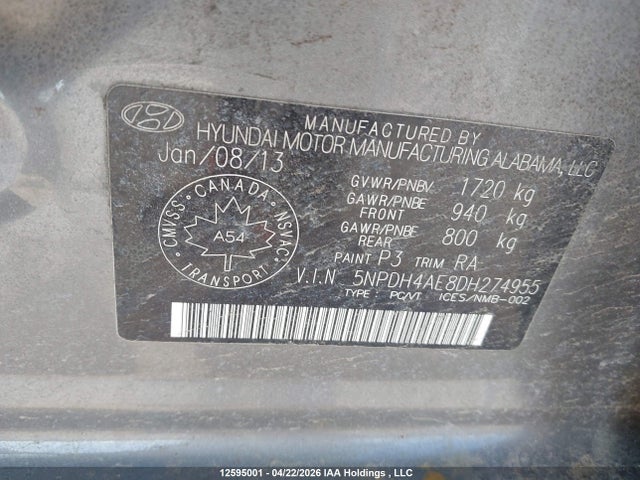 MANUFACTURED BY
HYUNDAI MOTOR MANUFACTURING ALABAMA, LLC
Jan/08/13
GVWR/PNBV 1720 kg
GAWR/PNBE FRONT 940 kg
GAWR/PNBE REAR 800 kg
PAINT P3 TRIM RA
V.I.N 5NPDH4AE8DH274955
TYPE : PC/VT ICES/NMB-002
CANADA
CMVSS
NSVAC
A54
TRANSPORT
12595001 - 04/22/2026 IAA Holdings , LLC